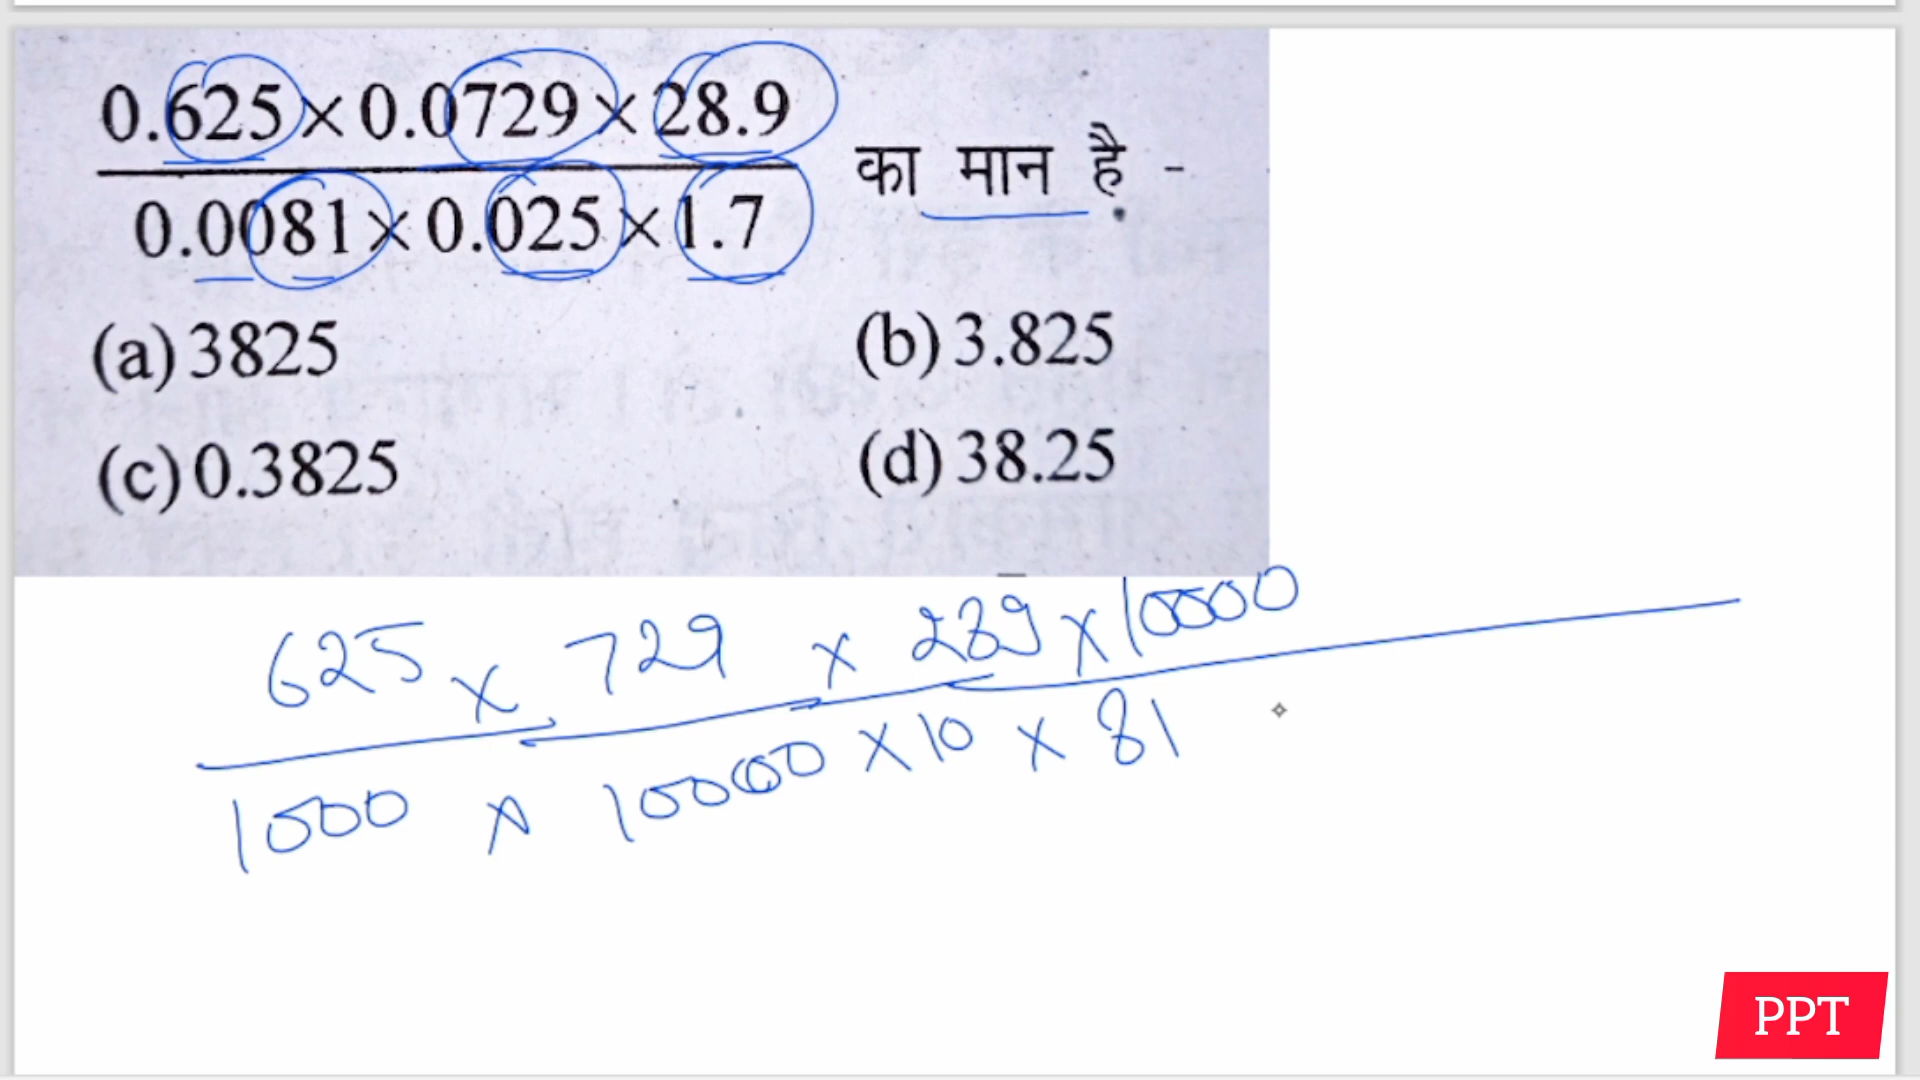 0.625×0.0729×28.9
0.0081×0.025×1.7
का मान है -
(a) 3825
(b) 3.825
(c) 0.3825
(d) 38.25
625 × 729 × 289 × 10000
1000 × 10000 × 10 × 81
PPT